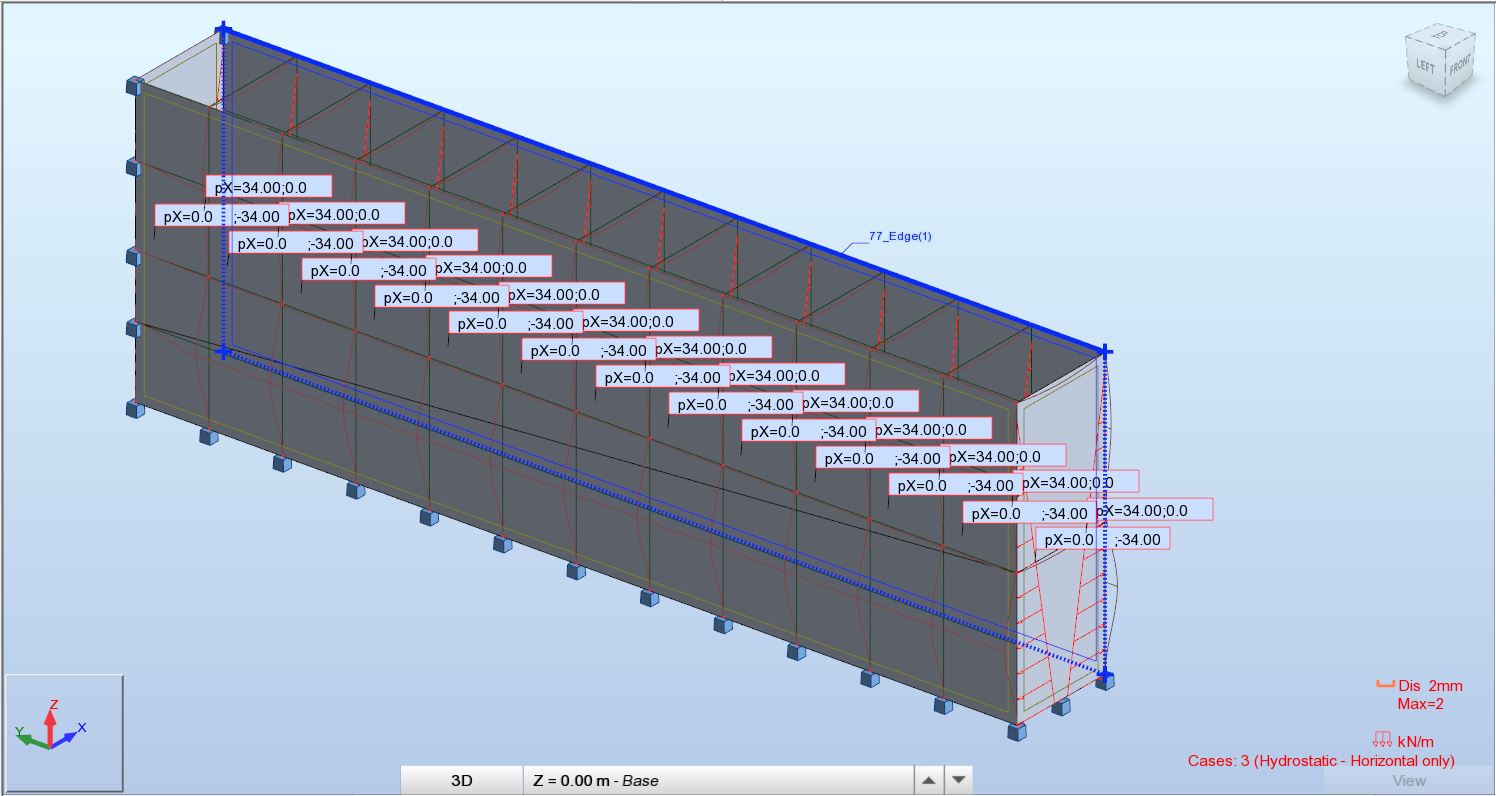 TOP
LEFT
FRONT
77_Edge(1)
pX=34.00;0.0
pX=0.0 ;-34.00
pX=34.00;0.0
pX=0.0 ;-34.00
pX=34.00;0.0
pX=0.0 ;-34.00
pX=34.00;0.0
pX=0.0 ;-34.00
pX=34.00;0.0
pX=0.0 ;-34.00
pX=34.00;0.0
pX=0.0 ;-34.00
pX=34.00;0.0
pX=0.0 ;-34.00
pX=34.00;0.0
pX=0.0 ;-34.00
pX=34.00;0.0
pX=0.0 ;-34.00
pX=34.00;0.0
pX=0.0 ;-34.00
pX=34.00;0.0
pX=0.0 ;-34.00
pX=34.00;0.0
pX=0.0 ;-34.00
pX=34.00;0.0
pX=0.0 ;-34.00
Dis 2mm
Max=2
kN/m
Cases: 3 (Hydrostatic - Horizontal only)
View
Z
Y
X
3D
Z = 0.00 m - Base